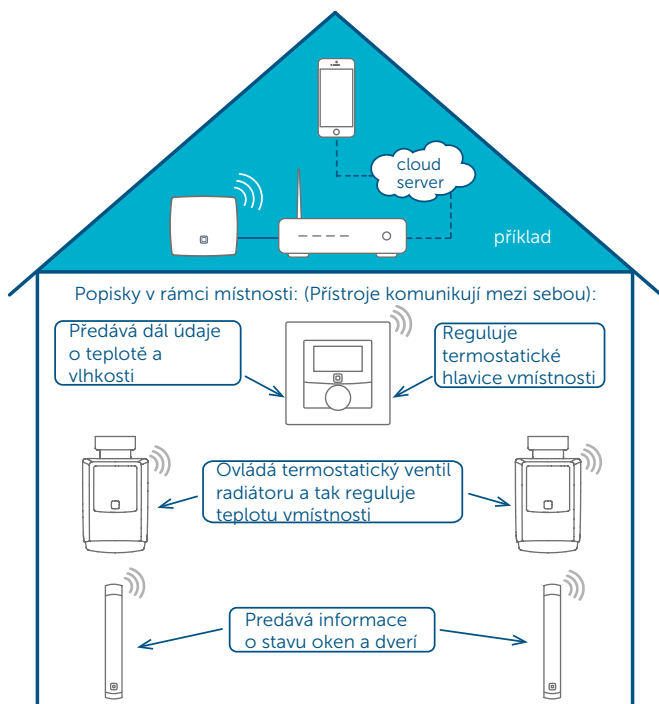 cloud
server
příklad
Popisky v rámci místnosti: (Přístroje komunikují mezi sebou):
Předává dál údaje
o teplotě a
vlhkosti
Reguluje
termostatické
hlavice vmístnosti
Ovládá termostatický ventil
radiátoru a tak reguluje
teplotu vmístnosti
Predává informace
o stavu oken a dverí